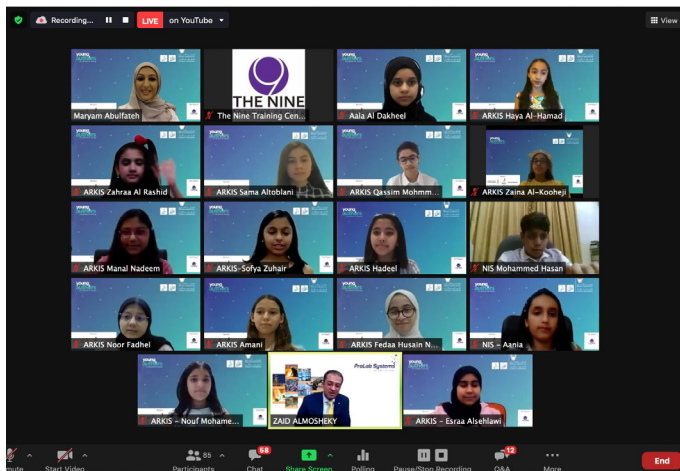 Recording...
LIVE
on YouTube
View
Maryam Abulfateh
THE NINE
The Nine Training Cen...
Aala Al Dakheel
ARKIS Haya Al-Hamad
ARKIS Zahraa Al Rashid
ARKIS Sama Altoblani
ARKIS Qassim Mohmm...
ARKIS Zaina Al-Kooheji
ARKIS Manal Nadeem
ARKIS-Sofya Zuhair
ARKIS Hadeel
NIS Mohammed Hasan
ARKIS Noor Fadhel
ARKIS Amani
ARKIS Fedaa Husain N...
NIS - Aania
ARKIS - Nouf Mohame...
ProLab Systems
ZAID ALMOSHEKY
ARKIS - Esraa Alsehlawi
mute
Start Video
85
Participants
68
Chat
Share Screen
Polling
Pause/Stop Recording
12
Q&A
More
End